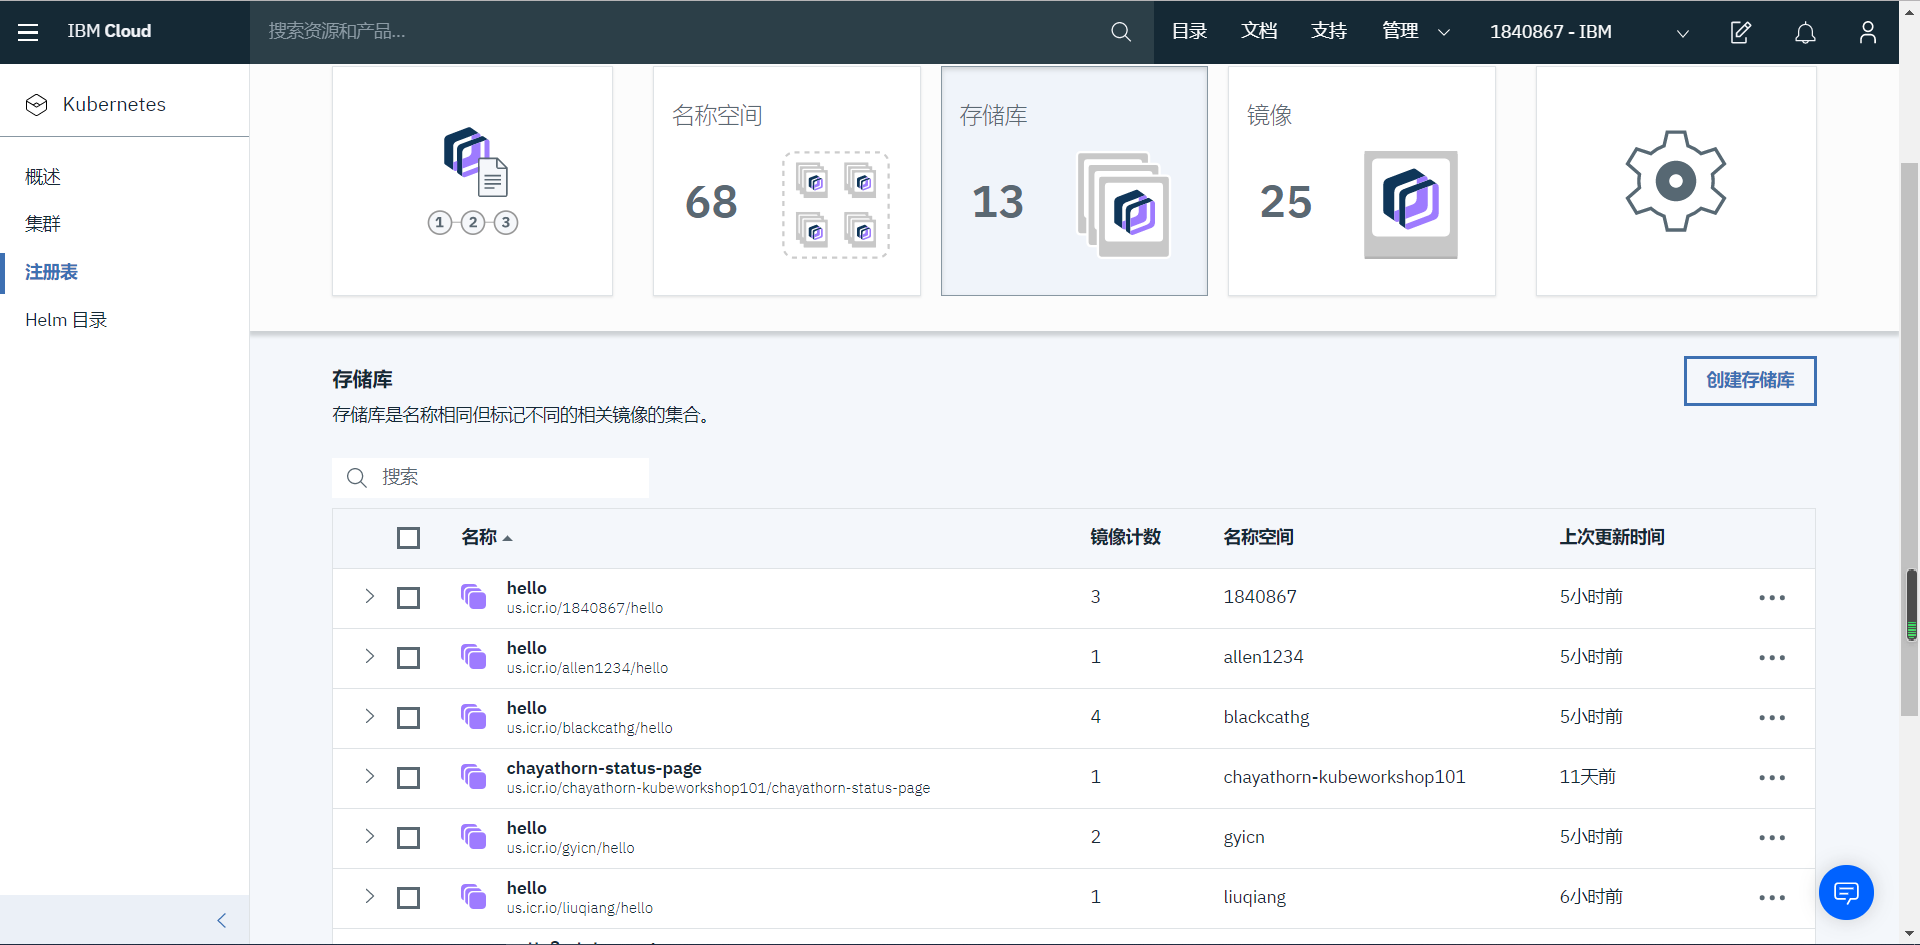 IBM Cloud
搜索资源和产品...
目录 文档 支持 管理 1840867 - IBM
Kubernetes
概述
集群
注册表
Helm 目录
1 2 3
名称空间
68
存储库
13
镜像
25
存储库
创建存储库
存储库是名称相同但标记不同的相关镜像的集合。
搜索
名称 镜像计数 名称空间 上次更新时间
hello
us.icr.io/1840867/hello
3 1840867 5小时前
hello
us.icr.io/allen1234/hello
1 allen1234 5小时前
hello
us.icr.io/blackcathg/hello
4 blackcathg 5小时前
chayathorn-status-page
us.icr.io/chayathorn-kubeworkshop101/chayathorn-status-page
1 chayathorn-kubeworkshop101 11天前
hello
us.icr.io/gyicn/hello
2 gyicn 5小时前
hello
us.icr.io/liuqiang/hello
1 liuqiang 6小时前